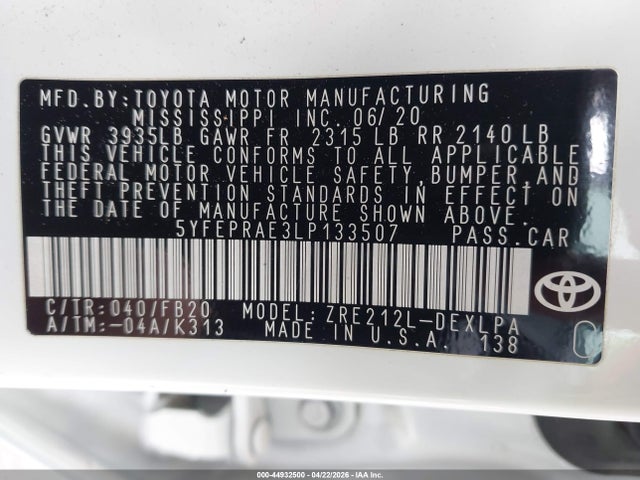 MFD.BY:TOYOTA MOTOR MANUFACTURING
MISSISSIPPI INC. 06/20
GVWR 3935LB GAWR FR 2315 LB RR 2140 LB
THIS VEHICLE CONFORMS TO ALL APPLICABLE
FEDERAL MOTOR VEHICLE SAFETY, BUMPER, AND
THEFT PREVENTION STANDARDS IN EFFECT ON
THE DATE OF MANUFACTURE SHOWN ABOVE.
5YFEPRAE3LP133507 PASS.CAR
C/TR:040/FB20 MODEL:ZRE212L-DEXLPA
A/TM:-04A/K313 MADE IN U.S.A. 138 C
000-44932500 - 04/22/2026 - IAA Inc.